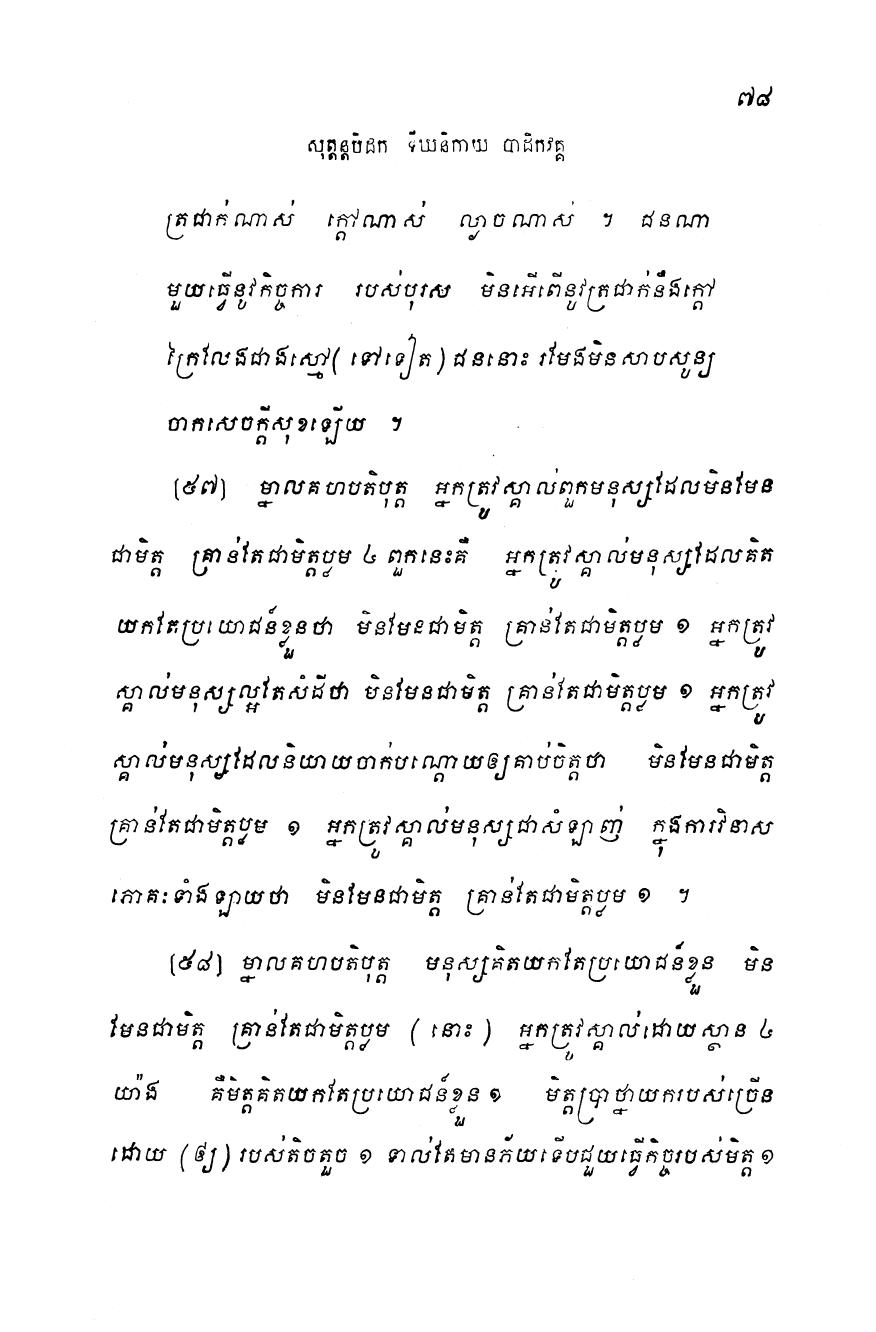 ៧៨
សុត្តន្តបិដក ទីឃនិកាយ បាដិកវគ្គ
ត្រជាក់ណាស់ ក្តៅណាស់ ល្ងាចណាស់ ។ ជនណា
មួយធ្វើនូវកិច្ចការ របស់បុរស មិនអើពើនូវត្រជាក់នឹងក្តៅ
ក្រៃលែងជាងស្មៅ ( ទៅទៀត ) ជននោះ រមែងមិនសាបសូន្យ
ចាកសេចក្តីសុខឡើយ ។
[៥៧] ម្នាលគហបតិបុត្ត អ្នកត្រូវស្គាល់ពួកមនុស្សដែលមិនមែន
ជាមិត្ត គ្រាន់តែជាមិត្តប្លម ៤ ពួកនេះគឺ អ្នកត្រូវស្គាល់មនុស្សដែលគិត
យកតែប្រយោជន៍ខ្លួនថា មិនមែនជាមិត្ត គ្រាន់តែជាមិត្តប្លម ១ អ្នកត្រូវ
ស្គាល់មនុស្សល្អតែសំដីថា មិនមែនជាមិត្ត គ្រាន់តែជាមិត្តប្លម ១ អ្នកត្រូវ
ស្គាល់មនុស្សដែលនិយាយចាក់បណ្តោយឲ្យគាប់ចិត្តថា មិនមែនជាមិត្ត
គ្រាន់តែជាមិត្តប្លម ១ អ្នកត្រូវស្គាល់មនុស្សជាសំឡាញ់ ក្នុងការវិនាស
ភោគៈទាំងឡាយថា មិនមែនជាមិត្ត គ្រាន់តែជាមិត្តប្លម ១ ។
[៥៨] ម្នាលគហបតិបុត្ត មនុស្សគិតយកតែប្រយោជន៍ខ្លួន មិន
មែនជាមិត្ត គ្រាន់តែជាមិត្តប្លម ( នោះ ) អ្នកត្រូវស្គាល់ដោយស្ថាន ៤
យ៉ាង គឺមិត្តគិតយកតែប្រយោជន៍ខ្លួន ១ មិត្តប្រាថ្នាយករបស់ច្រើន
ដោយ (ឲ្យ) របស់តិចតួច ១ ទាល់តែមានភ័យទើបជួយធ្វើកិច្ចរបស់មិត្ត ១